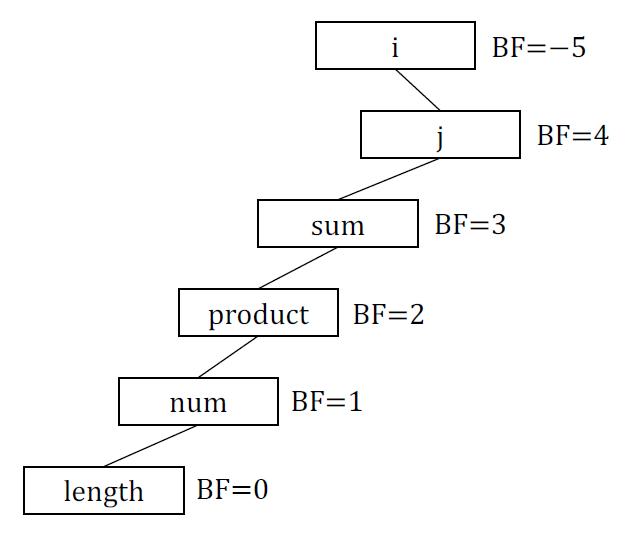 i BF=−5
j BF=4
sum BF=3
product BF=2
num BF=1
length BF=0